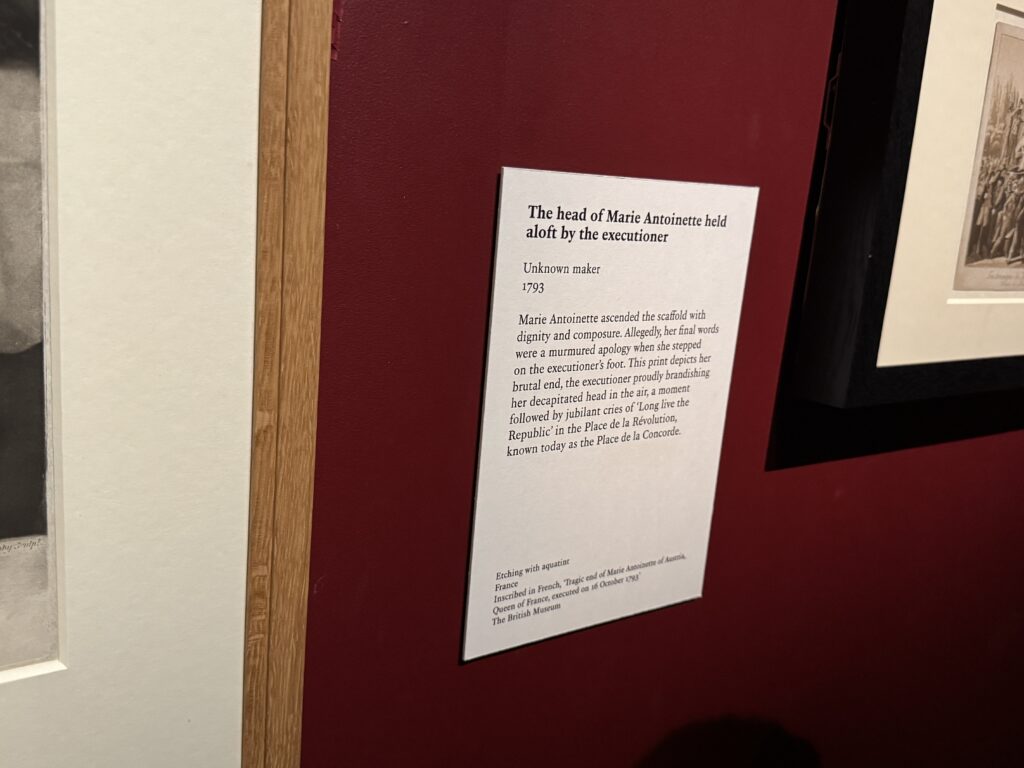 The head of Marie Antoinette held
aloft by the executioner
Unknown maker
1793
Marie Antoinette ascended the scaffold with
dignity and composure. Allegedly, her final words
were a murmured apology when she stepped
on the executioner's foot. This print depicts her
brutal end, the executioner proudly brandishing
her decapitated head in the air, a moment
followed by jubilant cries of 'Long live the
Republic' in the Place de la Révolution,
known today as the Place de la Concorde.
Etching with aquatint
France
Inscribed in French, 'Tragic end of Marie Antoinette of Austria,
Queen of France, executed on 16 October 1793'
The British Museum